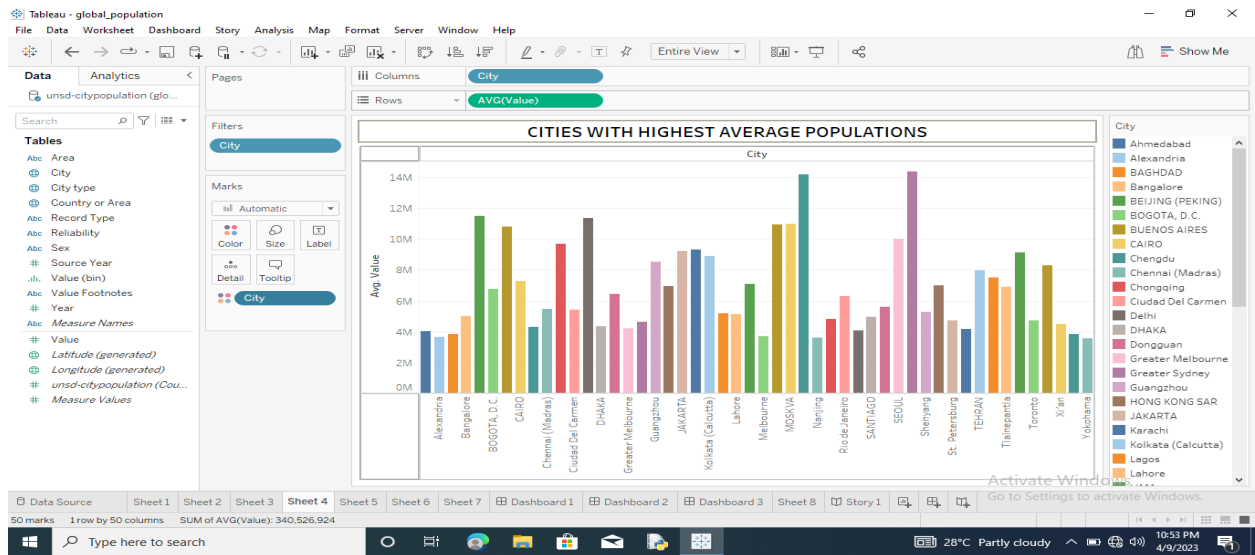 Tableau - global_population
File Data Worksheet Dashboard Story Analysis Map Format Server Window Help
Entire View
Show Me
Data Analytics
unsd-citypopulation (glo...
Search
Tables
Abc Area
City
City type
Country or Area
Abc Record Type
Abc Reliability
Abc Sex
# Source Year
Value (bin)
Abc Value Footnotes
# Year
Abc Measure Names
# Value
Latitude (generated)
Longitude (generated)
# unsd-citypopulation (Cou...
# Measure Values
Pages
Filters
City
Marks
Automatic
Color Size Label
Detail Tooltip
City
Columns City
Rows AVG(Value)
CITIES WITH HIGHEST AVERAGE POPULATIONS
City
Avg. Value
14M
12M
10M
8M
6M
4M
2M
0M
Alexandria
Bangalore
BOGOTA, D.C.
CAIRO
Chennai (Madras)
Ciudad Del Carmen
DHAKA
Greater Melbourne
Guangzhou
JAKARTA
Kolkata (Calcutta)
Lahore
Melbourne
MOSKVA
Nanjing
Rio de Janeiro
SANTIAGO
SEOUL
Shenyang
St. Petersburg
TEHRAN
Tlalnepantla
Toronto
Xi'an
Yokohama
City
Ahmedabad
Alexandria
BAGHDAD
Bangalore
BEIJING (PEKING)
BOGOTA, D.C.
BUENOS AIRES
CAIRO
Chengdu
Chennai (Madras)
Chongqing
Ciudad Del Carmen
Delhi
DHAKA
Dongguan
Greater Melbourne
Greater Sydney
Guangzhou
HONG KONG SAR
JAKARTA
Karachi
Kolkata (Calcutta)
Lagos
Lahore
Activate Windows
Go to Settings to activate Windows.
Data Source Sheet 1 Sheet 2 Sheet 3 Sheet 4 Sheet 5 Sheet 6 Sheet 7 Dashboard 1 Dashboard 2 Dashboard 3 Sheet 8 Story 1
50 marks 1 row by 50 columns SUM of AVG(Value): 340,526,924
Type here to search
28°C Partly cloudy
10:53 PM
4/9/2023